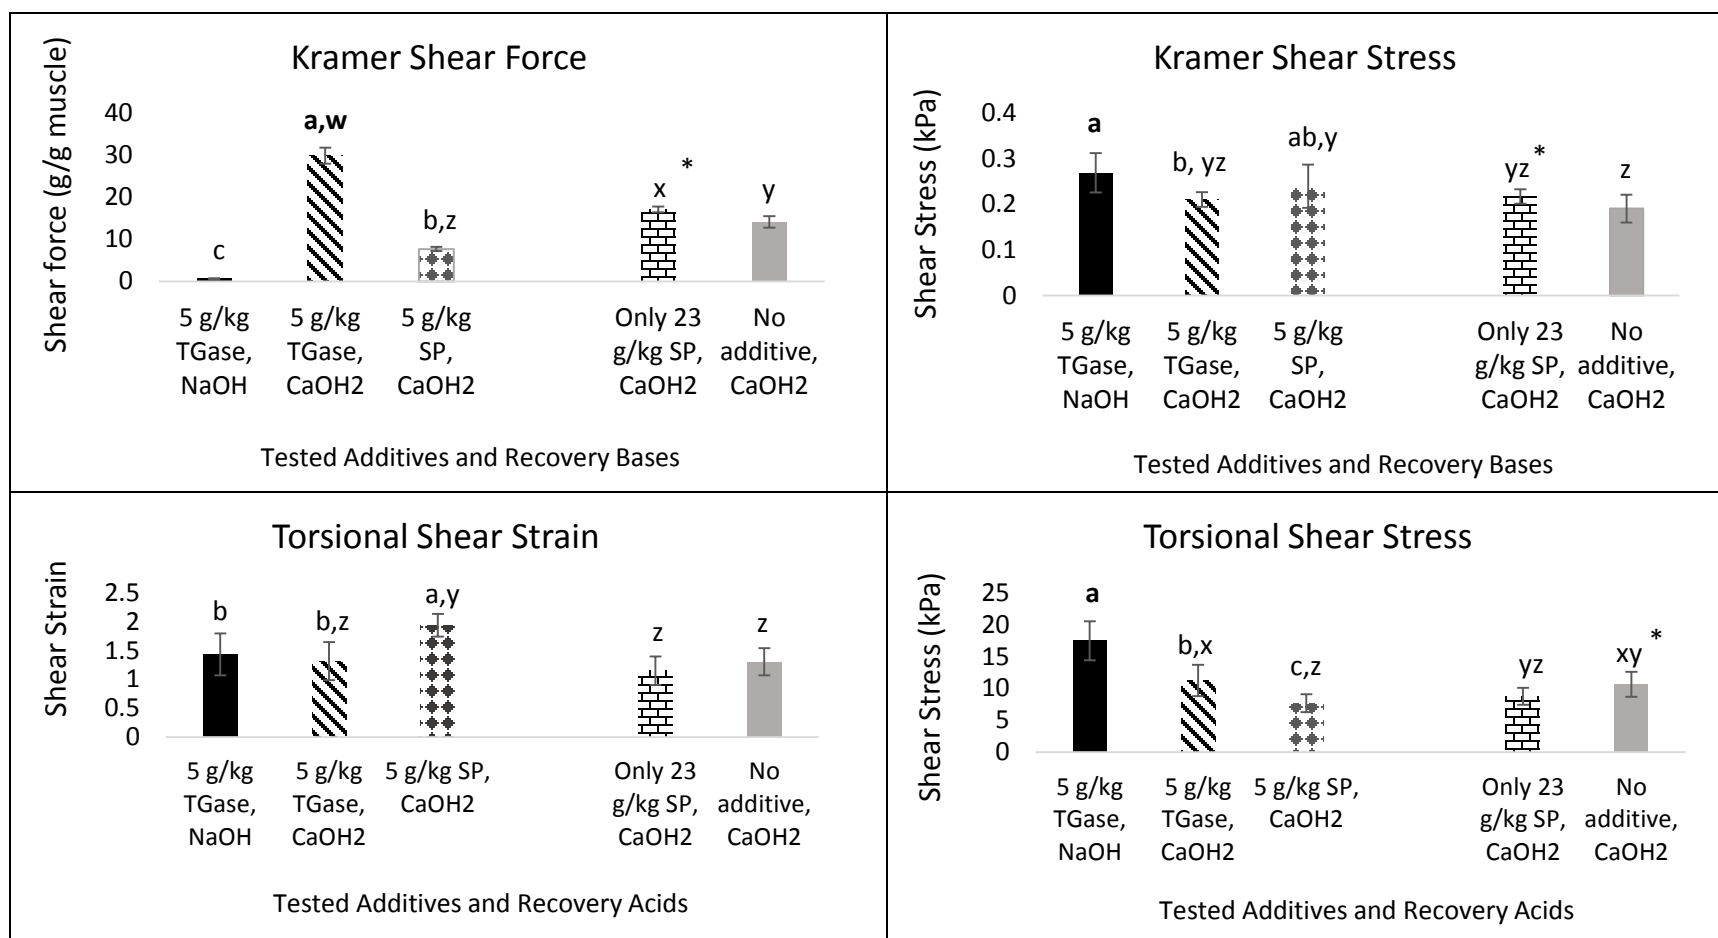 Kramer Shear Force
Shear force (g/g muscle)
40
30
20
10
0
c
a,w
b,z
x
*
y
5 g/kg
TGase,
NaOH
5 g/kg
TGase,
CaOH2
5 g/kg
SP,
CaOH2
Only 23
g/kg SP,
CaOH2
No
additive,
CaOH2
Tested Additives and Recovery Bases
Kramer Shear Stress
Shear Stress (kPa)
0.4
0.3
0.2
0.1
0
a
b, yz
ab,y
yz
*
z
5 g/kg
TGase,
NaOH
5 g/kg
TGase,
CaOH2
5 g/kg
SP,
CaOH2
Only 23
g/kg SP,
CaOH2
No
additive,
CaOH2
Tested Additives and Recovery Bases
Torsional Shear Strain
Shear Strain
2.5
2
1.5
1
0.5
0
b
b,z
a,y
z
z
5 g/kg
TGase,
NaOH
5 g/kg
TGase,
CaOH2
5 g/kg SP,
CaOH2
Only 23
g/kg SP,
CaOH2
No
additive,
CaOH2
Tested Additives and Recovery Acids
Torsional Shear Stress
Shear Stress (kPa)
25
20
15
10
5
0
a
b,x
c,z
yz
xy
*
5 g/kg
TGase,
NaOH
5 g/kg
TGase,
CaOH2
5 g/kg SP,
CaOH2
Only 23
g/kg SP,
CaOH2
No
additive,
CaOH2
Tested Additives and Recovery Acids